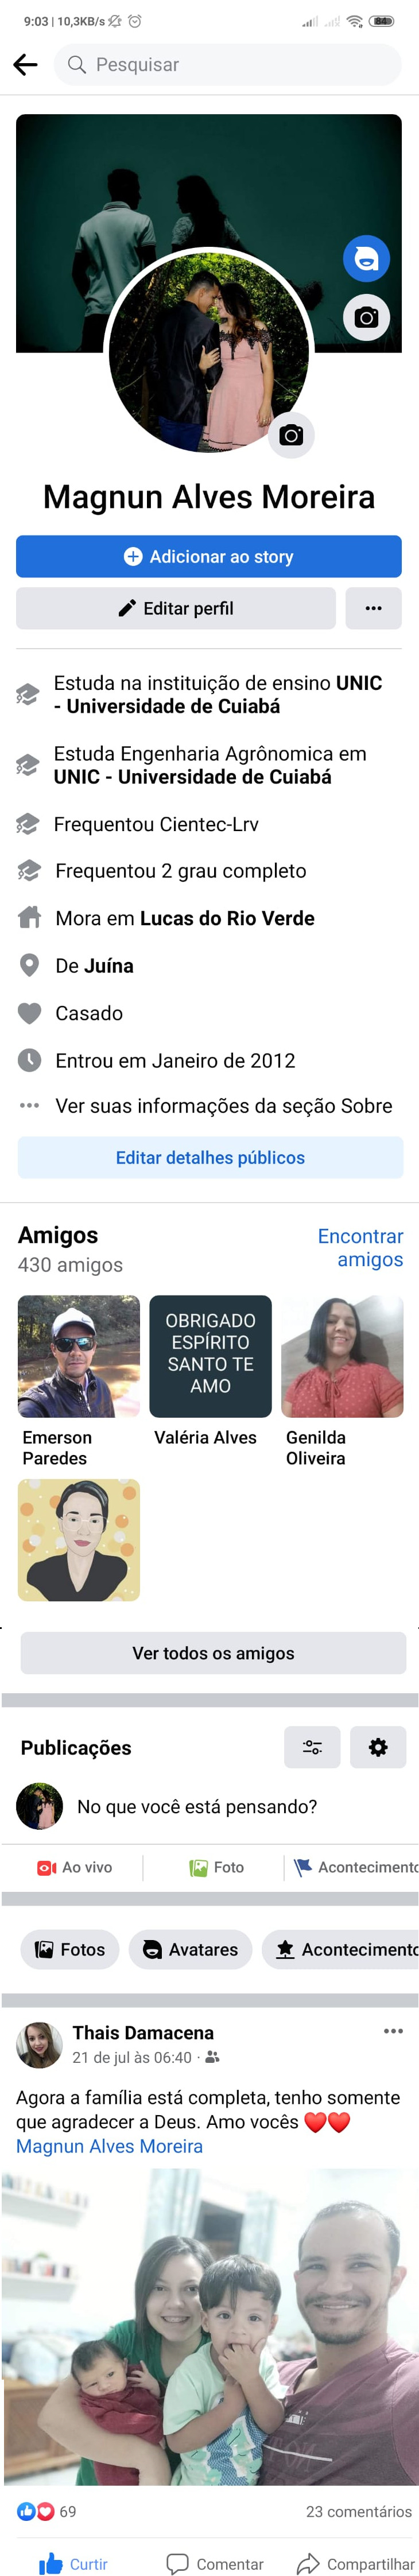 9:03 | 10,3KB/s
84
Pesquisar
Magnun Alves Moreira
Adicionar ao story
Editar perfil
Estuda na instituição de ensino UNIC
- Universidade de Cuiabá
Estuda Engenharia Agrônomica em
UNIC - Universidade de Cuiabá
Frequentou Cientec-Lrv
Frequentou 2 grau completo
Mora em Lucas do Rio Verde
De Juína
Casado
Entrou em Janeiro de 2012
Ver suas informações da seção Sobre
Editar detalhes públicos
Amigos
Encontrar
amigos
430 amigos
OBRIGADO
ESPÍRITO
SANTO TE
AMO
Emerson
Paredes
Valéria Alves
Genilda
Oliveira
Ver todos os amigos
Publicações
No que você está pensando?
Ao vivo
Foto
Acontecimento
Fotos
Avatares
Acontecimento
Thais Damacena
21 de jul às 06:40 ·
Agora a família está completa, tenho somente
que agradecer a Deus. Amo vocês ❤️❤️
Magnun Alves Moreira
69
23 comentários
Curtir
Comentar
Compartilhar